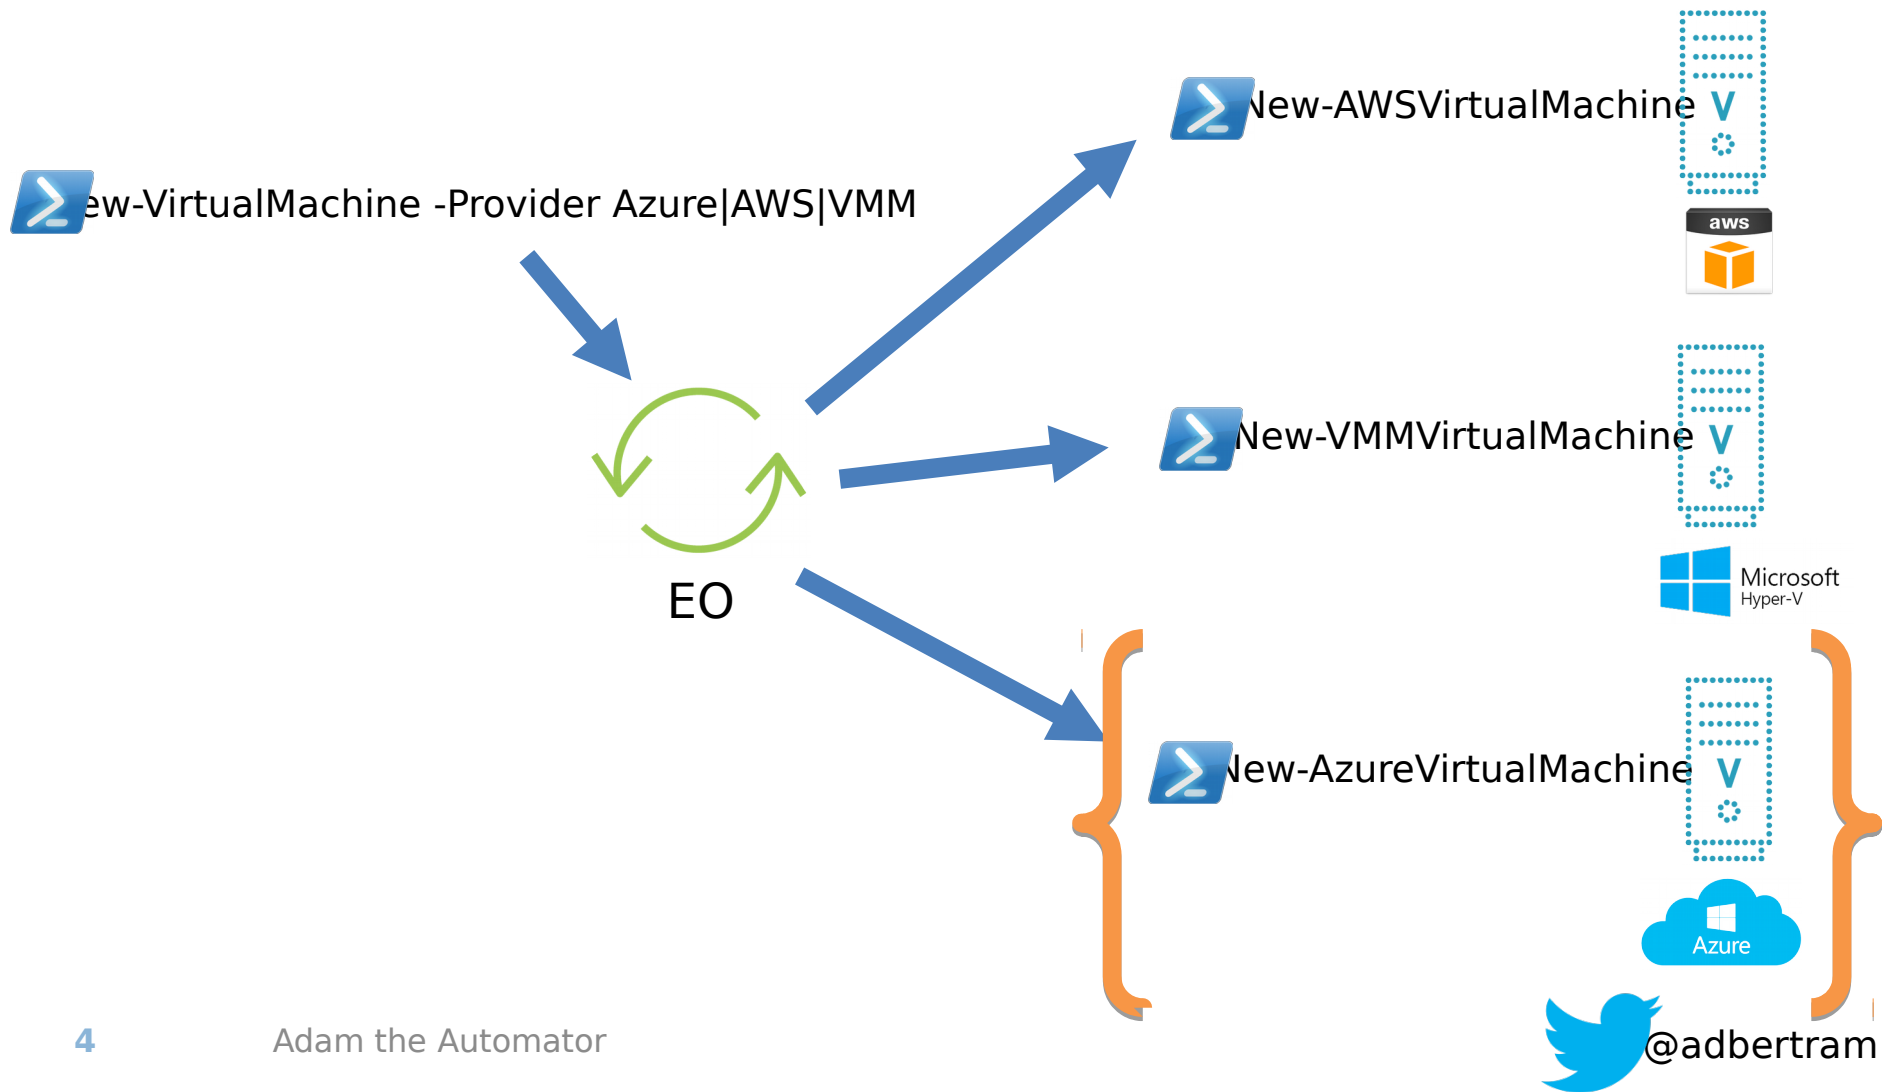 New-AWSVirtualMachine
ew-VirtualMachine -Provider Azure|AWS|VMM
V
aws
New-VMMVirtualMachine
V
Microsoft
Hyper-V
EO
New-AzureVirtualMachine
V
Azure
4
Adam the Automator
@adbertram